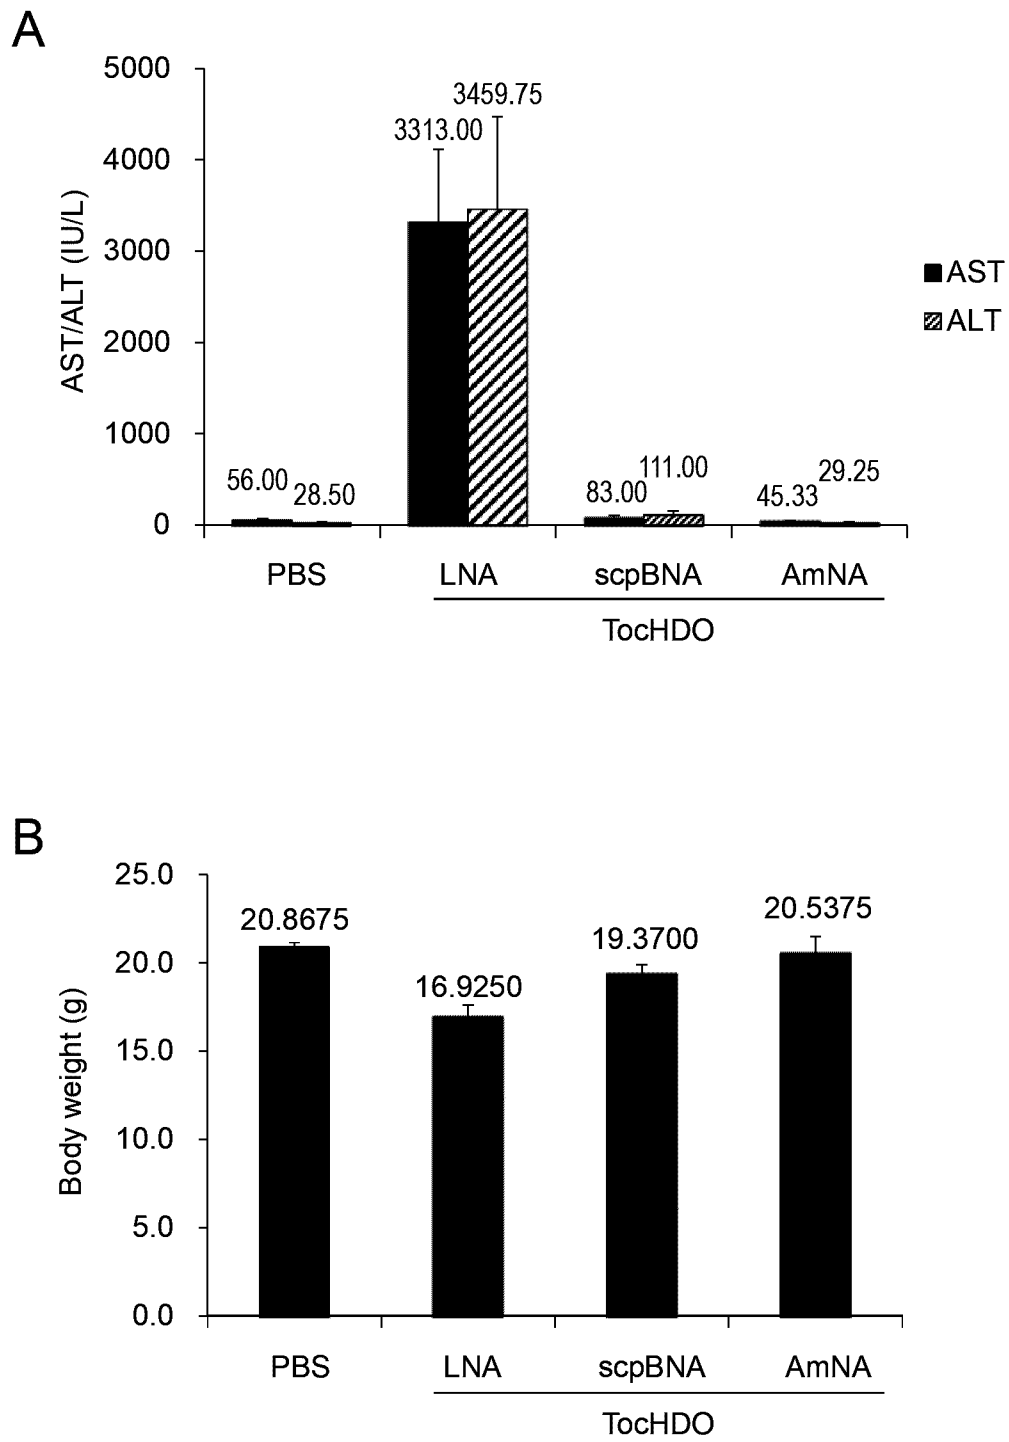 A
5000
4000
3000
2000
1000
0
AST/ALT (IU/L)
56.00
28.50
3313.00
3459.75
83.00
111.00
45.33
29.25
AST
ALT
PBS
LNA
scpBNA
AmNA
TocHDO
B
25.0
20.0
15.0
10.0
5.0
0.0
Body weight (g)
20.8675
16.9250
19.3700
20.5375
PBS
LNA
scpBNA
AmNA
TocHDO